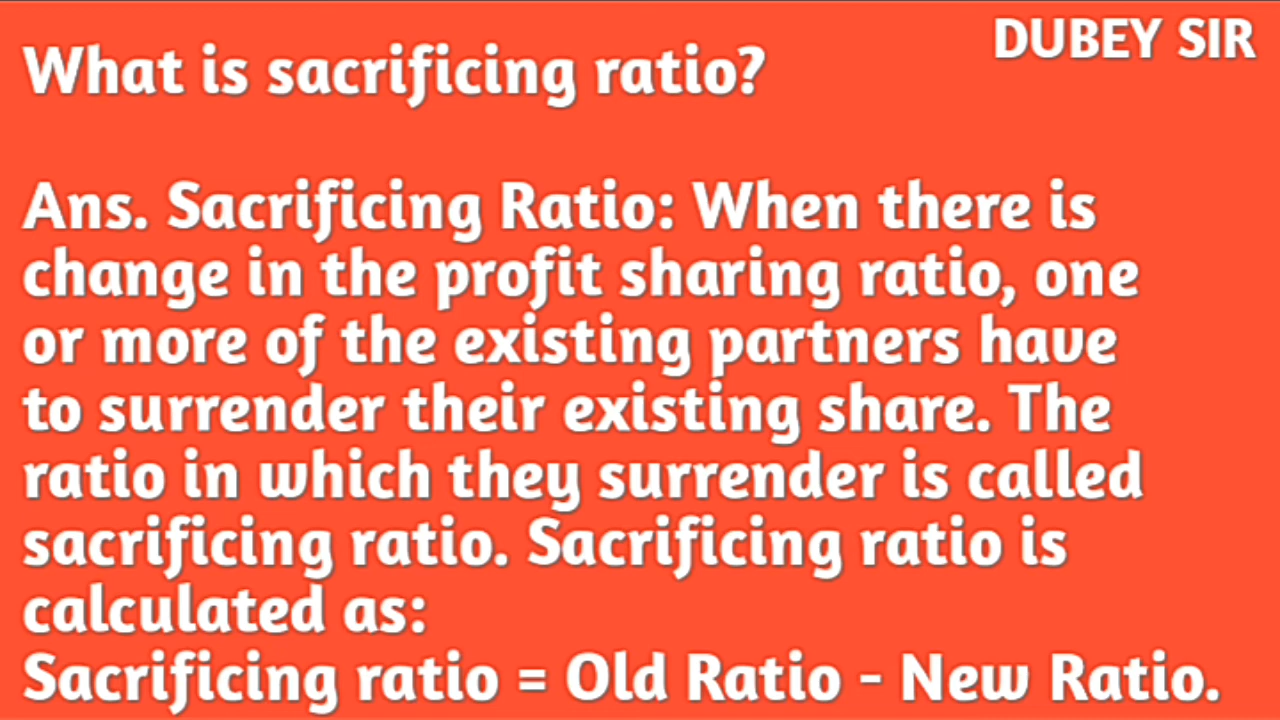 DUBEY SIR
What is sacrificing ratio?
Ans. Sacrificing Ratio: When there is
change in the profit sharing ratio, one
or more of the existing partners have
to surrender their existing share. The
ratio in which they surrender is called
sacrificing ratio. Sacrificing ratio is
calculated as:
Sacrificing ratio = Old Ratio - New Ratio.